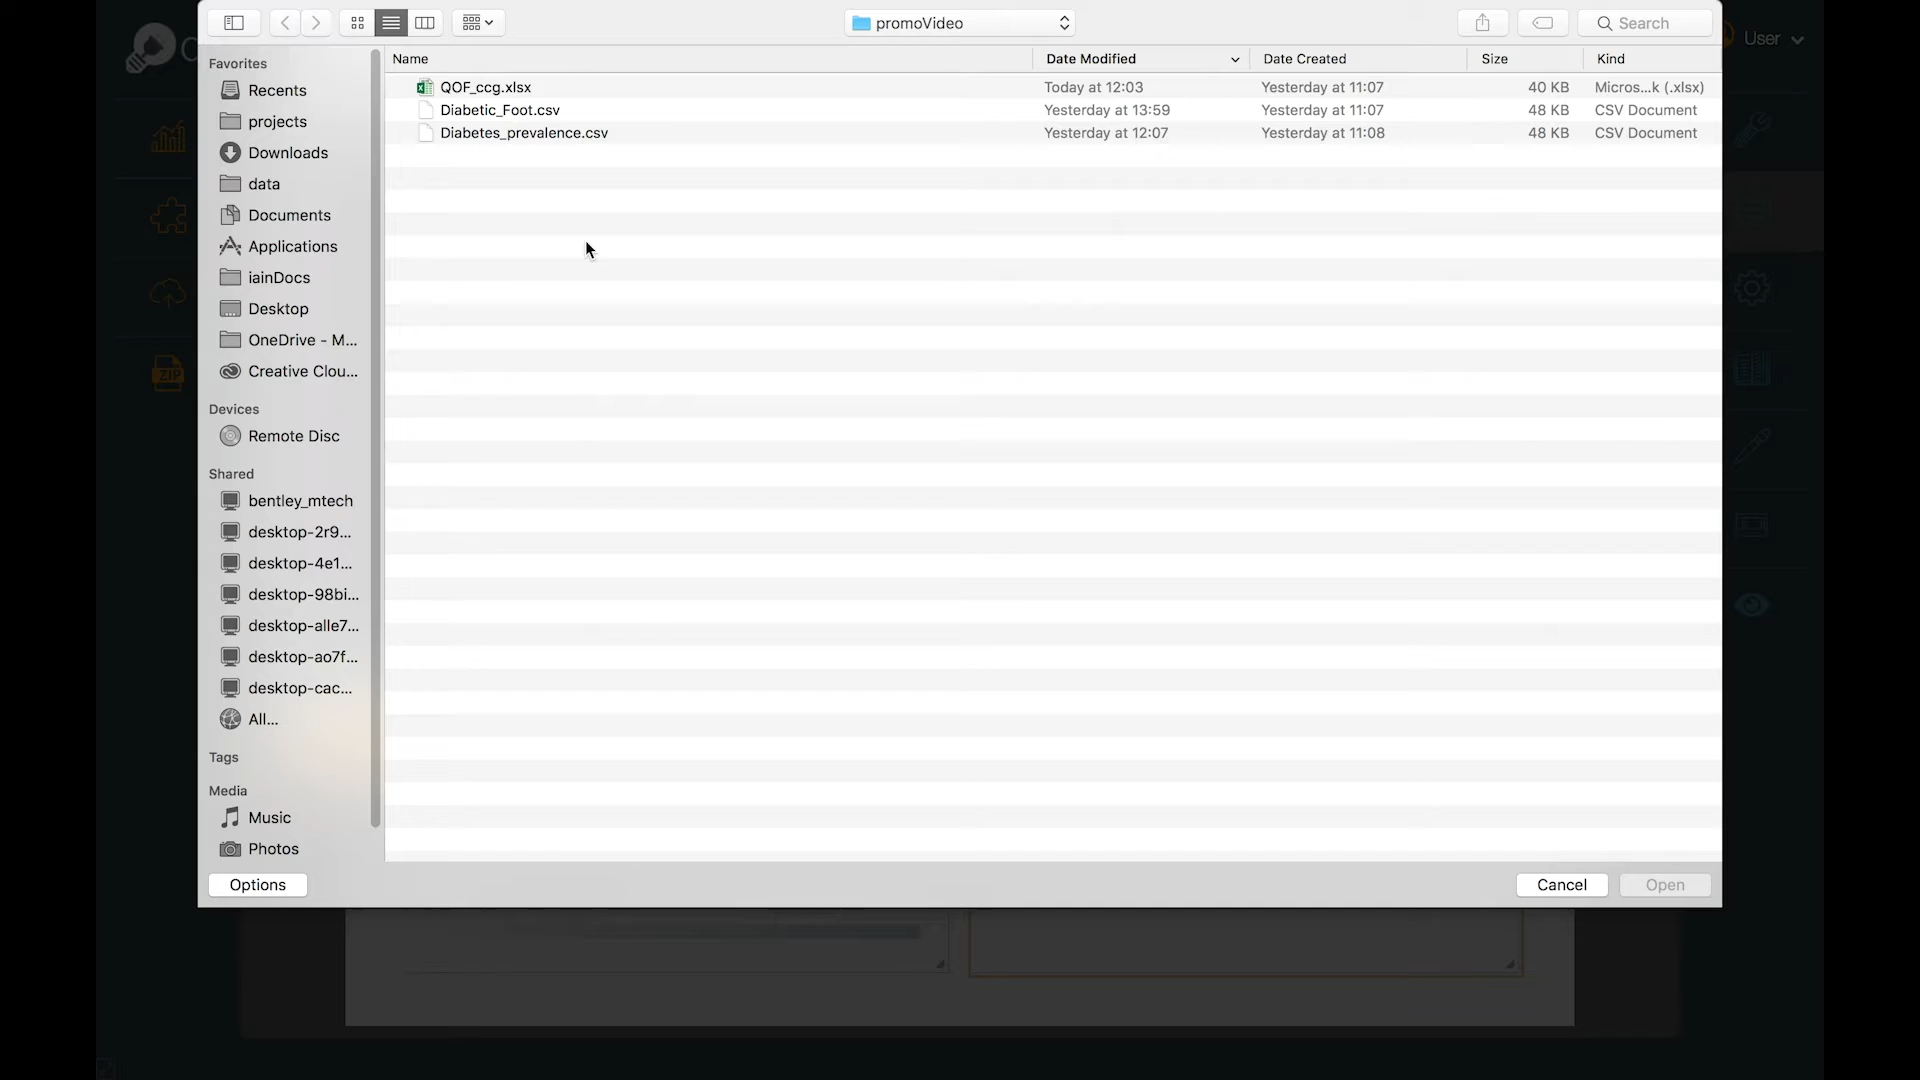 promoVideo
Search
User
Favorites
Recents
projects
Downloads
data
Documents
Applications
iainDocs
Desktop
OneDrive - M...
Creative Clou...
Devices
Remote Disc
Shared
bentley_mtech
desktop-2r9...
desktop-4e1...
desktop-98bi...
desktop-alle7...
desktop-ao7f...
desktop-cac...
All...
Tags
Media
Music
Photos
Name Date Modified Date Created Size Kind
QOF_ccg.xlsx Today at 12:03 Yesterday at 11:07 40 KB Micros...k (.xlsx)
Diabetic_Foot.csv Yesterday at 13:59 Yesterday at 11:07 48 KB CSV Document
Diabetes_prevalence.csv Yesterday at 12:07 Yesterday at 11:08 48 KB CSV Document
ZIP
Options
Cancel
Open